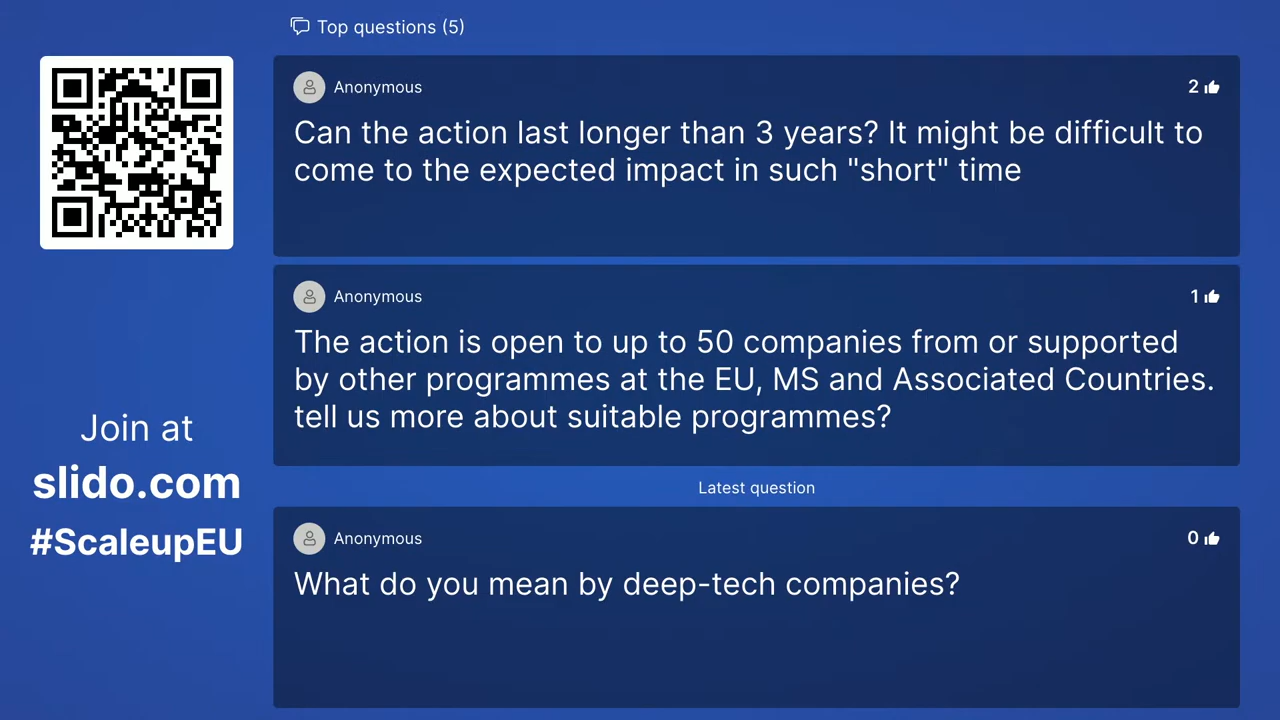 Top questions (5)
Anonymous
2
Can the action last longer than 3 years? It might be difficult to
come to the expected impact in such "short" time
Anonymous
1
The action is open to up to 50 companies from or supported
by other programmes at the EU, MS and Associated Countries.
tell us more about suitable programmes?
Join at
slido.com
#ScaleupEU
Latest question
Anonymous
0
What do you mean by deep-tech companies?